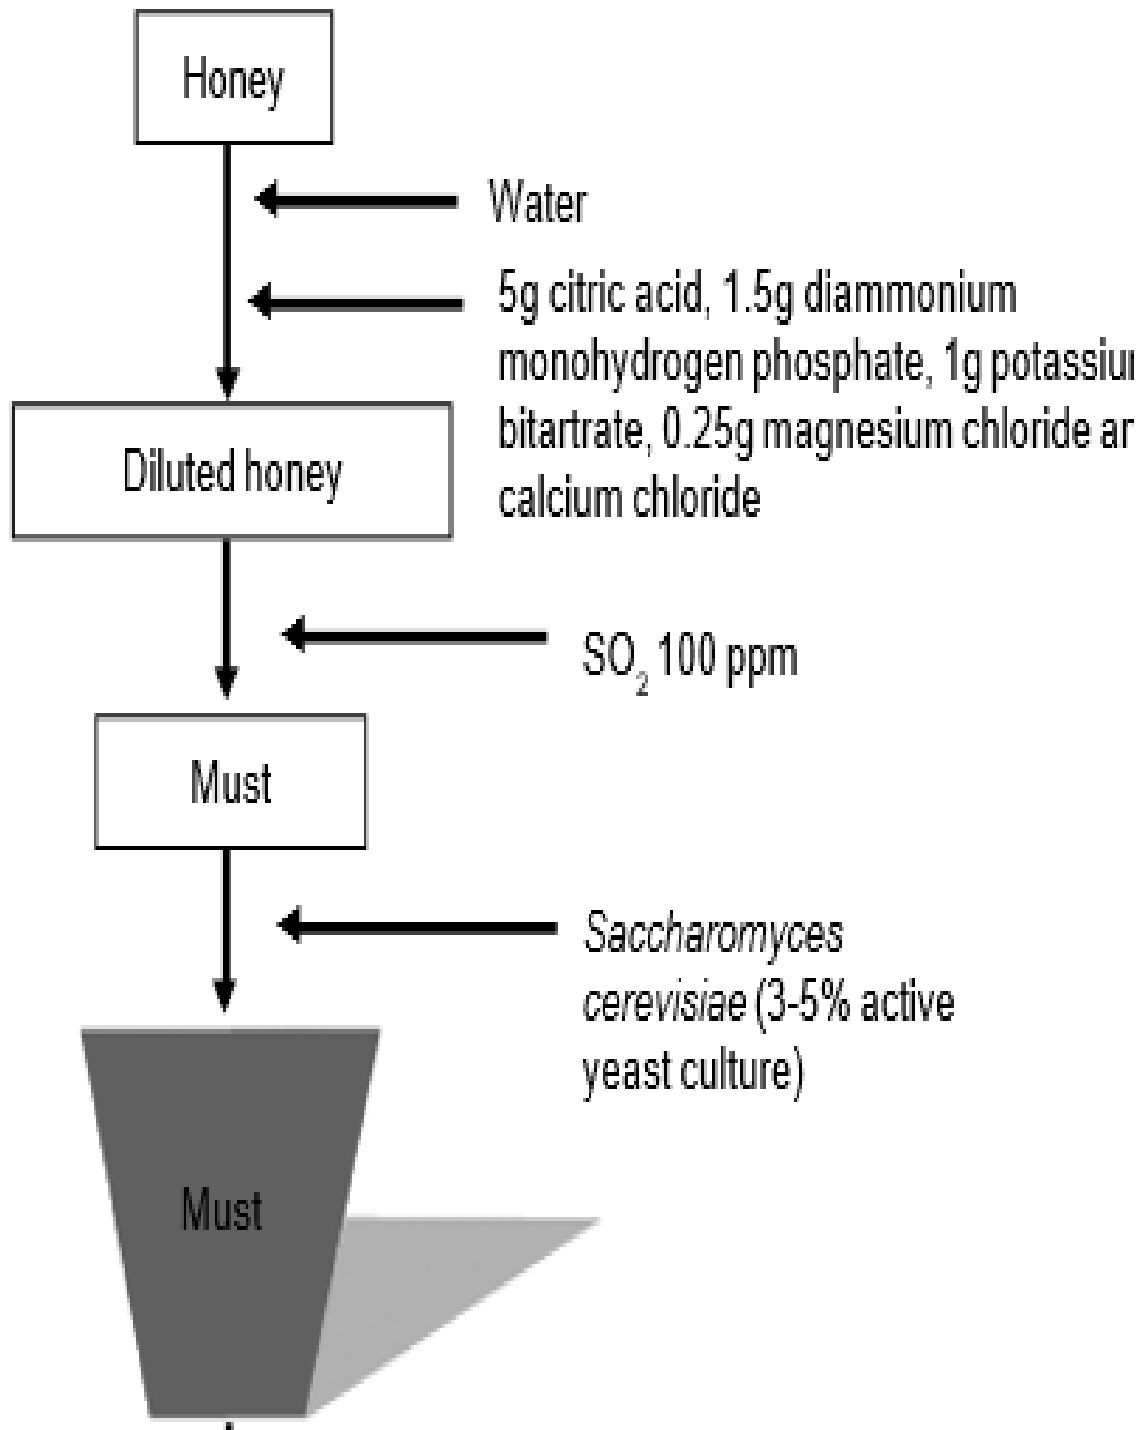 Honey
Water
5g citric acid, 1.5g diammonium
monohydrogen phosphate, 1g
bitartrate, 0.25g magnesium chloride
calcium chloride
Diluted honey
SO₂ 100 ppm
Must
Saccharomyces
cerevisiae (3-5% active
yeast culture)
Must